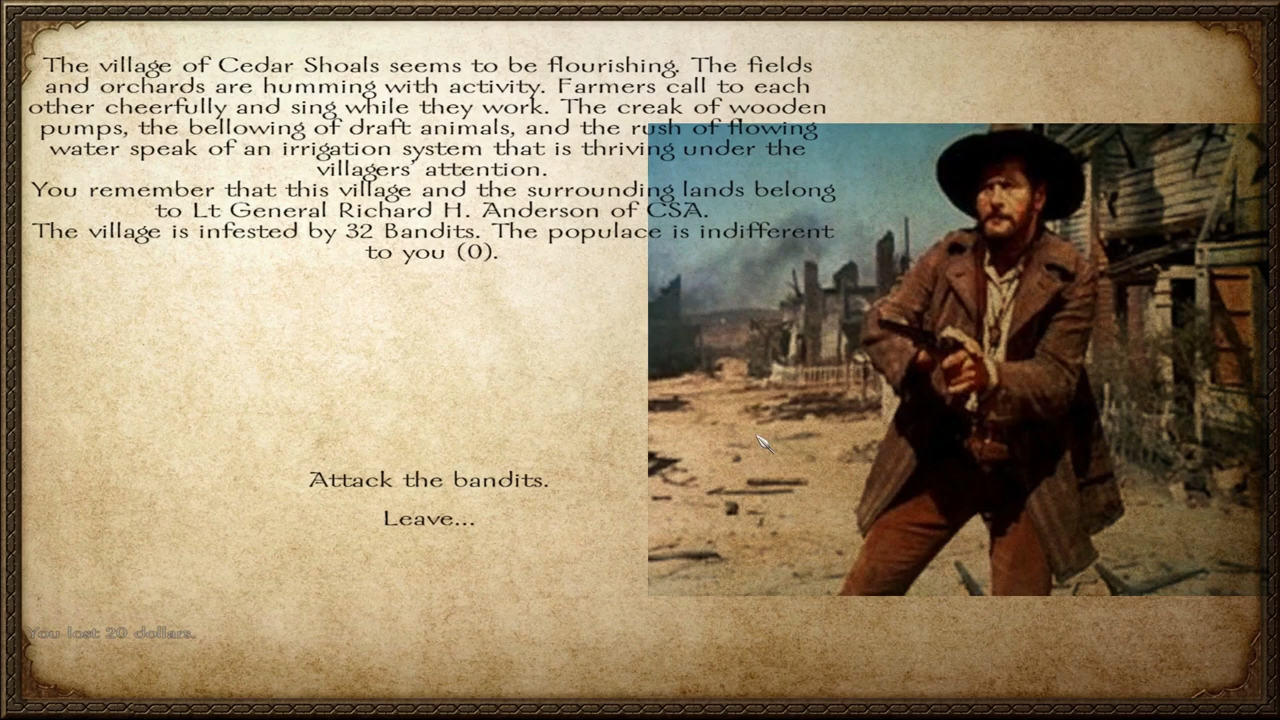 The village of Cedar Shoals seems to be flourishing. The fields
and orchards are humming with activity. Farmers call to each
other cheerfully and sing while they work. The creak of wooden
pumps, the bellowing of draft animals, and the rush of flowing
water speak of an irrigation system that is thriving under the
villagers' attention.
You remember that this village and the surrounding lands belong
to Lt General Richard H. Anderson of CSA.
The village is infested by 32 Bandits. The populace is indifferent
to you (0).
Attack the bandits.
Leave...
You lost 20 dollars.